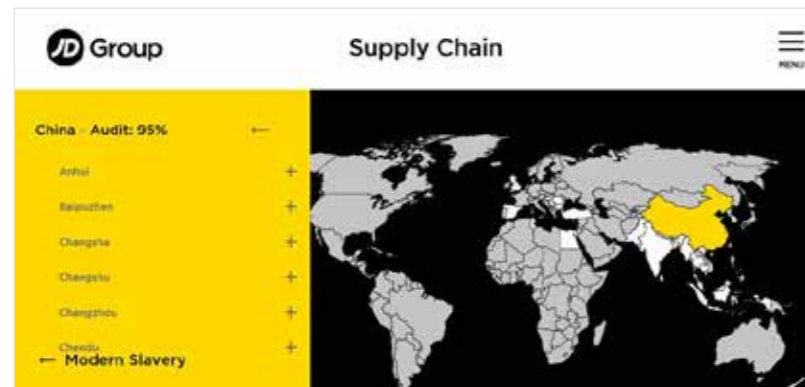 JD Group
Supply Chain
MENU
China - Audit: 95%
←
Anhui
+
Baipuzhen
+
Changsha
+
Changshu
+
Changzhou
+
Chendu
+
← Modern Slavery